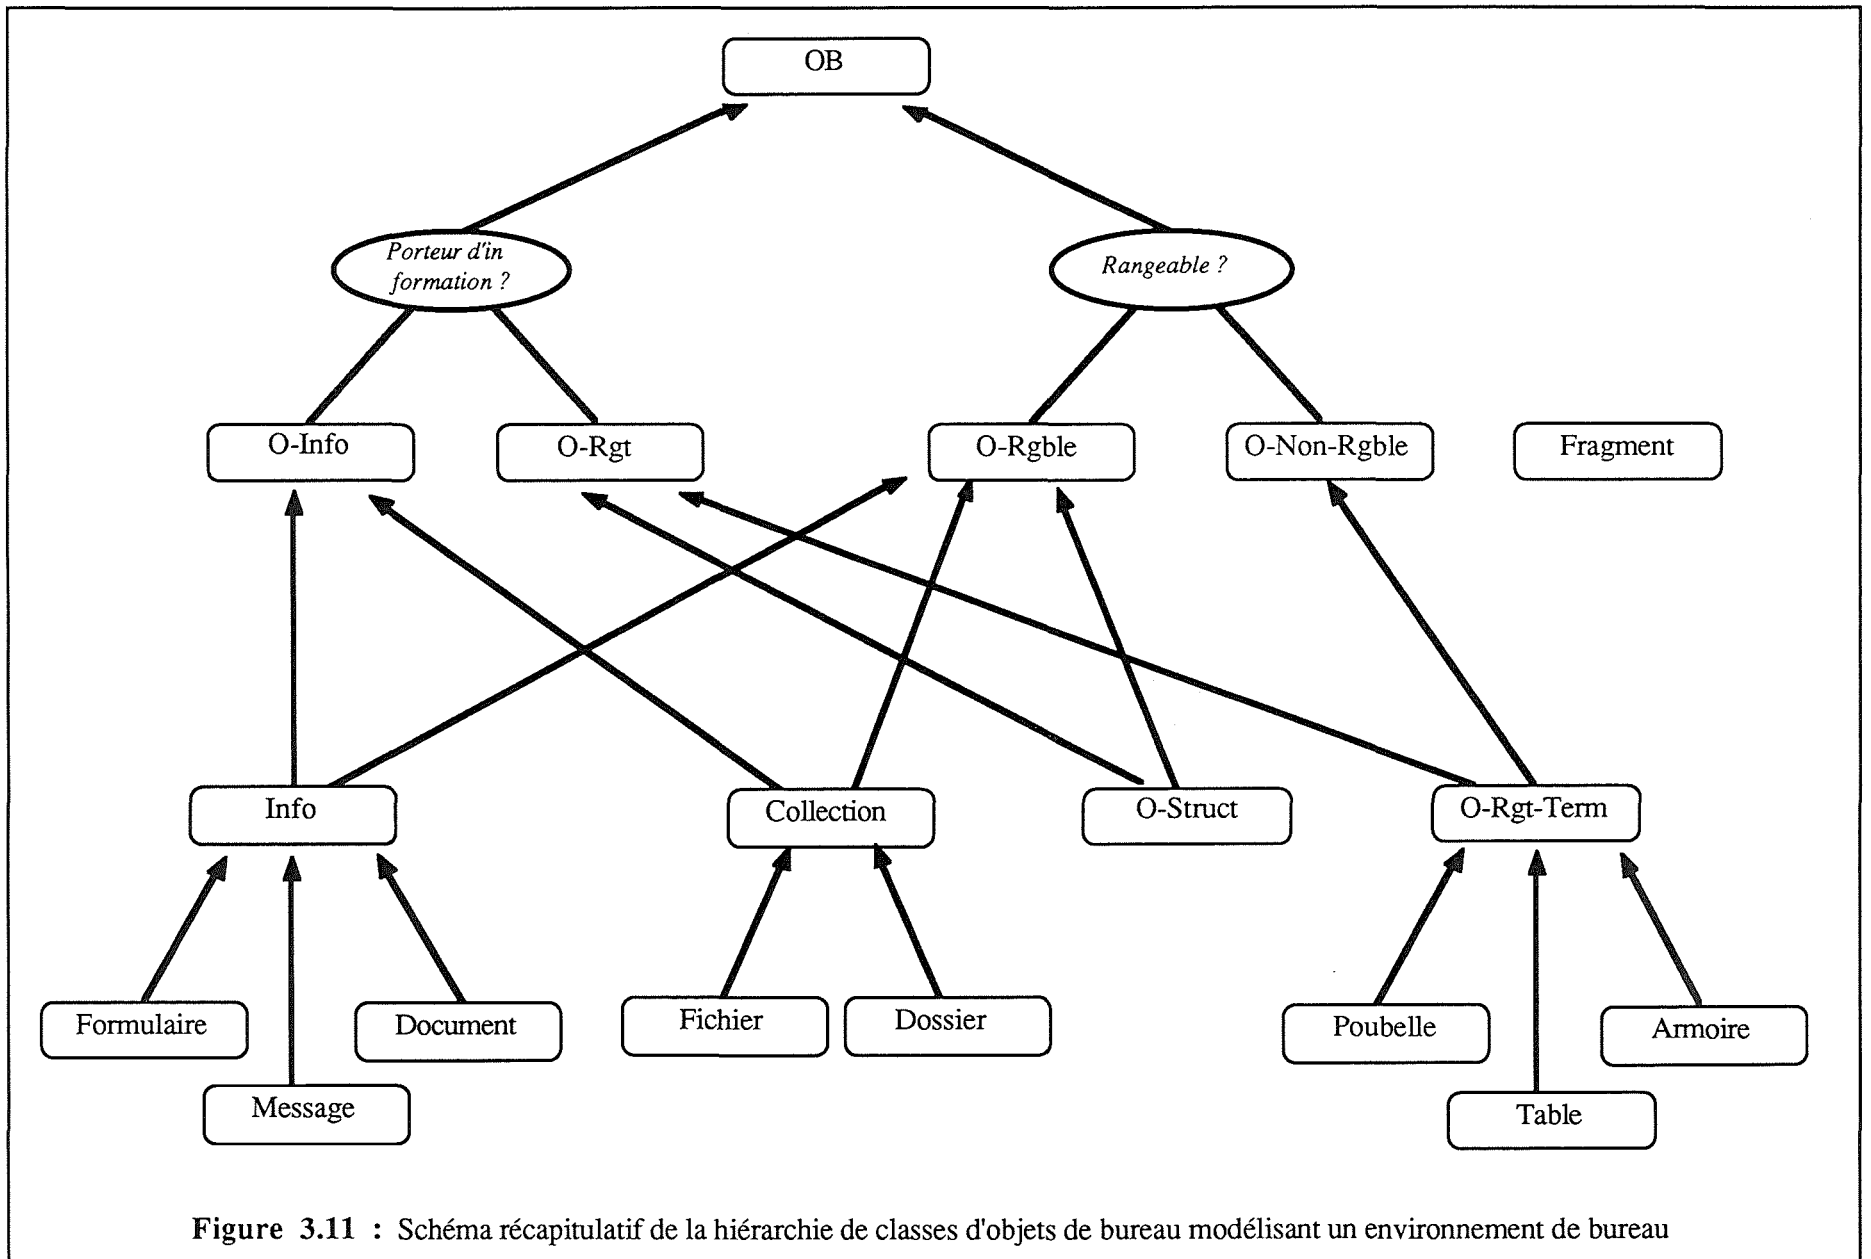 OB
Porteur d'in
formation ?
Rangeable ?
O-Info
O-Rgt
O-Rgble
O-Non-Rgble
Fragment
Info
Collection
O-Struct
O-Rgt-Term
Formulaire
Document
Fichier
Dossier
Poubelle
Armoire
Message
Table
Figure 3.11 : Schéma récapitulatif de la hiérarchie de classes d'objets de bureau modélisant un environnement de bureau